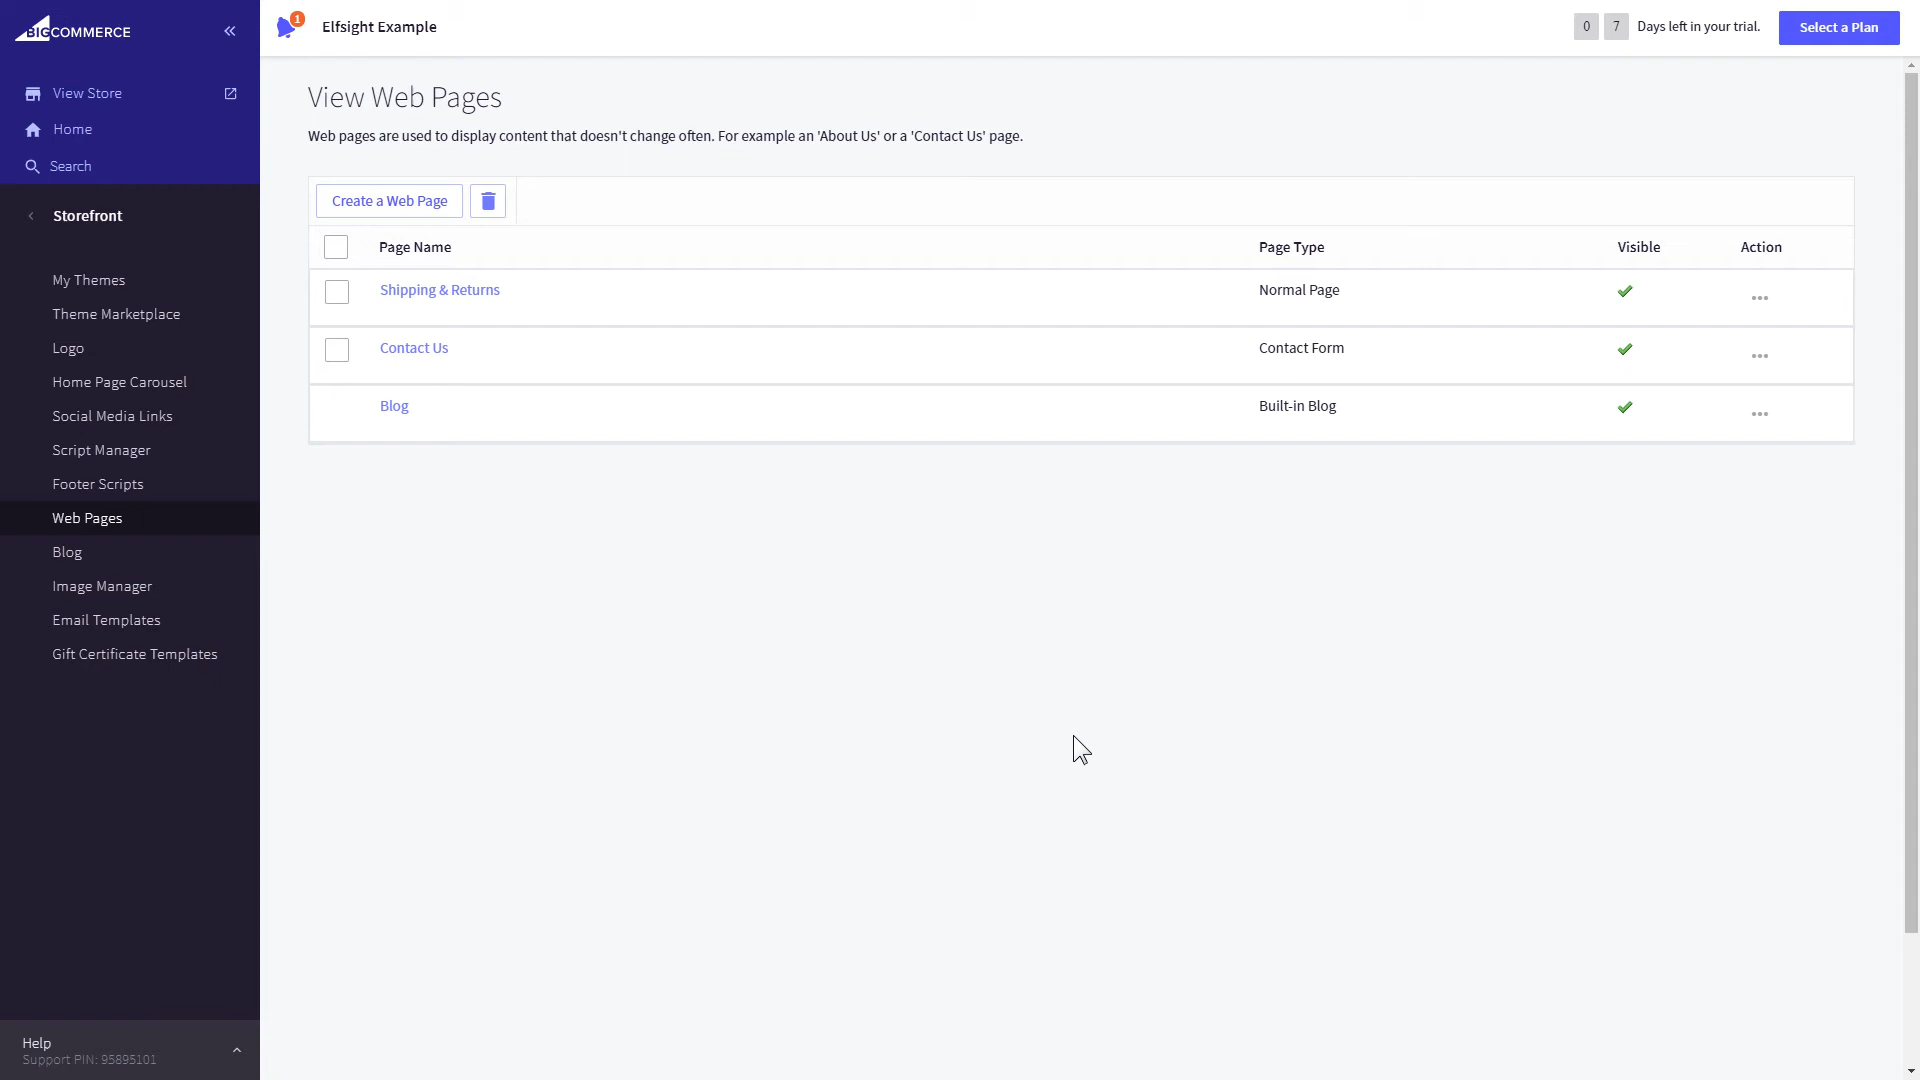 BIGCOMMERCE
1
Elfsight Example
0 7 Days left in your trial.
Select a Plan
View Store
Home
Search
Storefront
My Themes
Theme Marketplace
Logo
Home Page Carousel
Social Media Links
Script Manager
Footer Scripts
Web Pages
Blog
Image Manager
Email Templates
Gift Certificate Templates
Help
Support PIN: 95895101
View Web Pages
Web pages are used to display content that doesn't change often. For example an 'About Us' or a 'Contact Us' page.
Create a Web Page
Page Name Page Type Visible Action
Shipping & Returns Normal Page
Contact Us Contact Form
Blog Built-in Blog